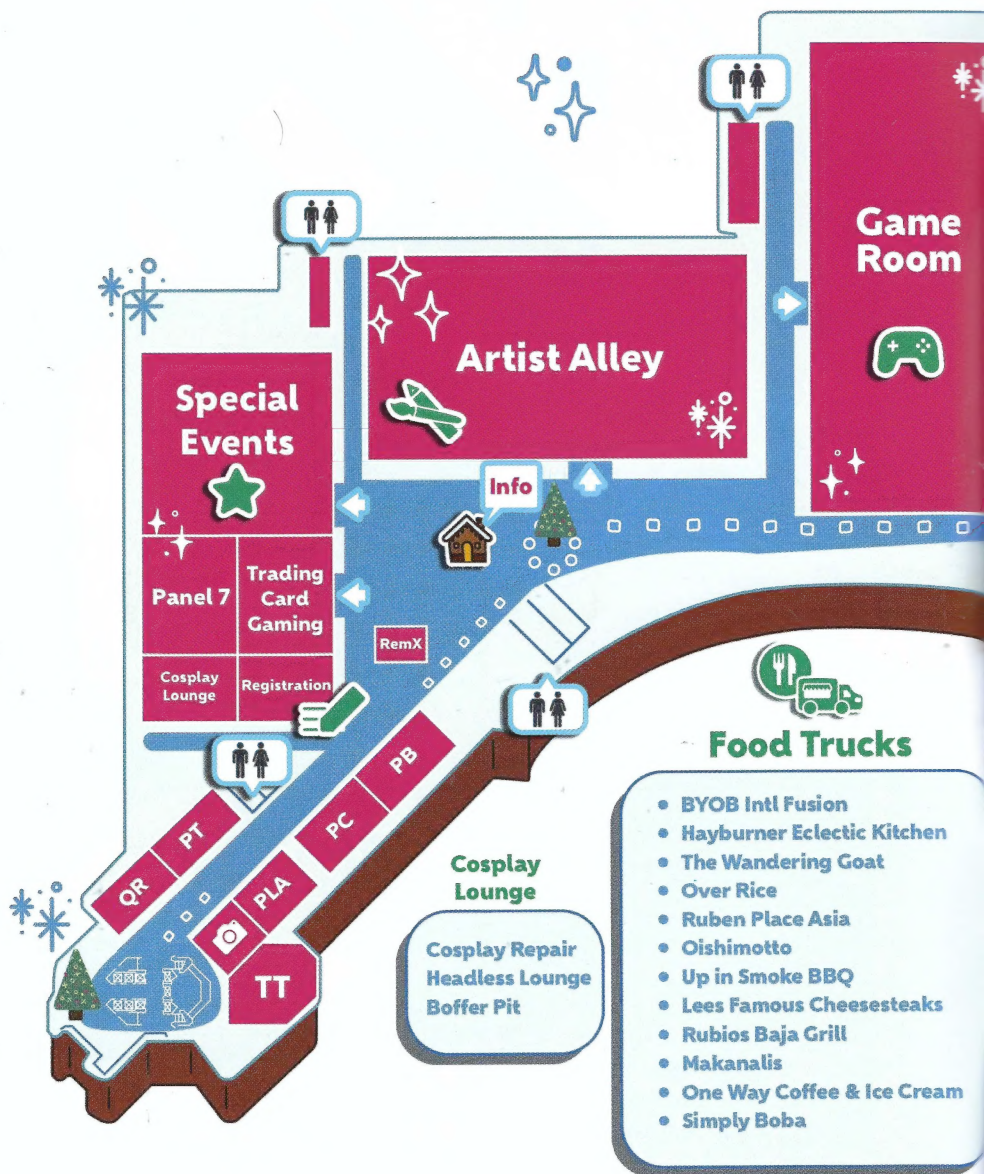 Game
Room
Artist Alley
Special
Events
Info
Panel 7
Trading
Card
Gaming
RemX
Cosplay
Lounge
Registration
PB
PC
PT
QR
PLA
TT
Food Trucks
BYOB Intl Fusion
Hayburner Eclectic Kitchen
The Wandering Goat
Over Rice
Ruben Place Asia
Oishimotto
Up in Smoke BBQ
Lees Famous Cheesesteaks
Rubios Baja Grill
Makanalis
One Way Coffee & Ice Cream
Simply Boba
Cosplay
Lounge
Cosplay Repair
Headless Lounge
Boffer Pit